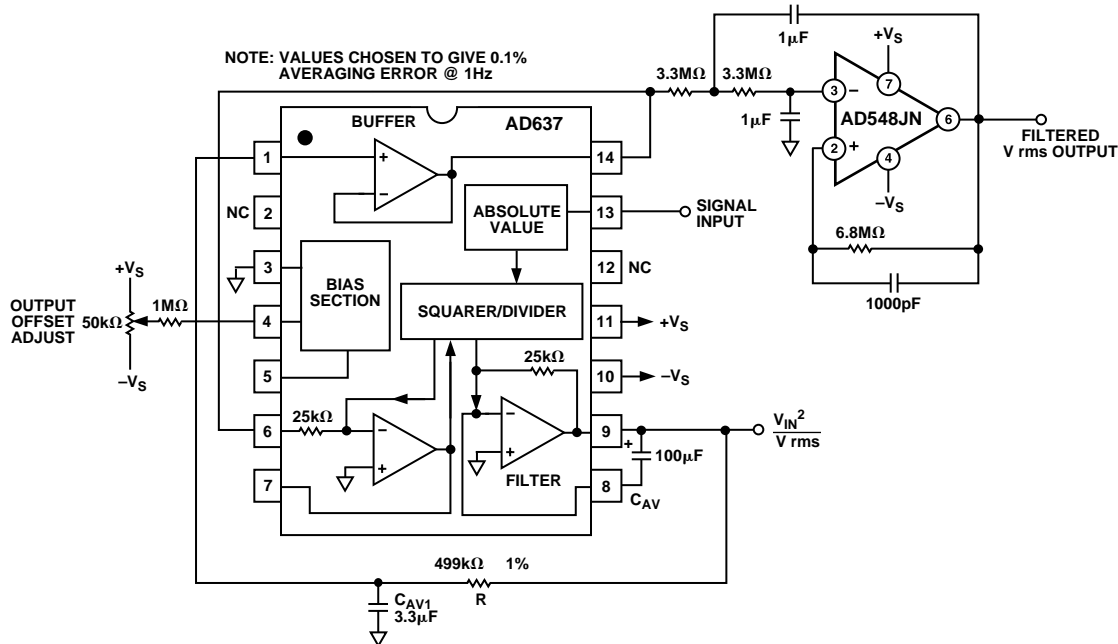 NOTE: VALUES CHOSEN TO GIVE 0.1%
AVERAGING ERROR @ 1Hz
1µF
+VS
3.3MΩ
3.3MΩ
1µF
3
–
7
AD548JN
6
2
+
4
–VS
FILTERED
V rms OUTPUT
6.8MΩ
1000pF
BUFFER
AD637
1
+
–
14
NC
2
ABSOLUTE
VALUE
13
SIGNAL
INPUT
3
BIAS
SECTION
12
NC
+VS
OUTPUT
OFFSET
ADJUST
50kΩ
1MΩ
–VS
4
SQUARER/DIVIDER
11
+VS
5
25kΩ
10
–VS
6
25kΩ
–
+
–
+
FILTER
9
VIN2
V rms
+
100µF
7
8
CAV
499kΩ 1%
R
CAV1
3.3µF